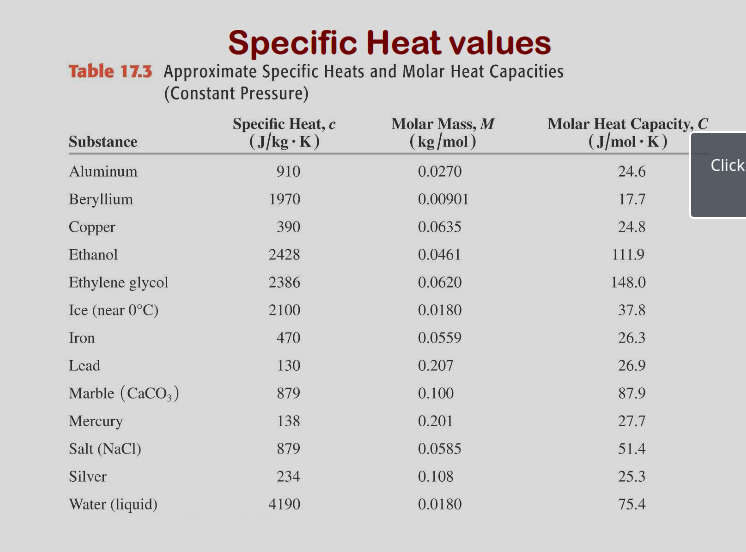 Specific Heat values
Table 17.3 Approximate Specific Heats and Molar Heat Capacities
(Constant Pressure)
Substance Specific Heat, c (J/kg · K) Molar Mass, M (kg/mol) Molar Heat Capacity, C (J/mol · K)
Click
Aluminum 910 0.0270 24.6
Beryllium 1970 0.00901 17.7
Copper 390 0.0635 24.8
Ethanol 2428 0.0461 111.9
Ethylene glycol 2386 0.0620 148.0
Ice (near 0°C) 2100 0.0180 37.8
Iron 470 0.0559 26.3
Lead 130 0.207 26.9
Marble (CaCO₃) 879 0.100 87.9
Mercury 138 0.201 27.7
Salt (NaCl) 879 0.0585 51.4
Silver 234 0.108 25.3
Water (liquid) 4190 0.0180 75.4